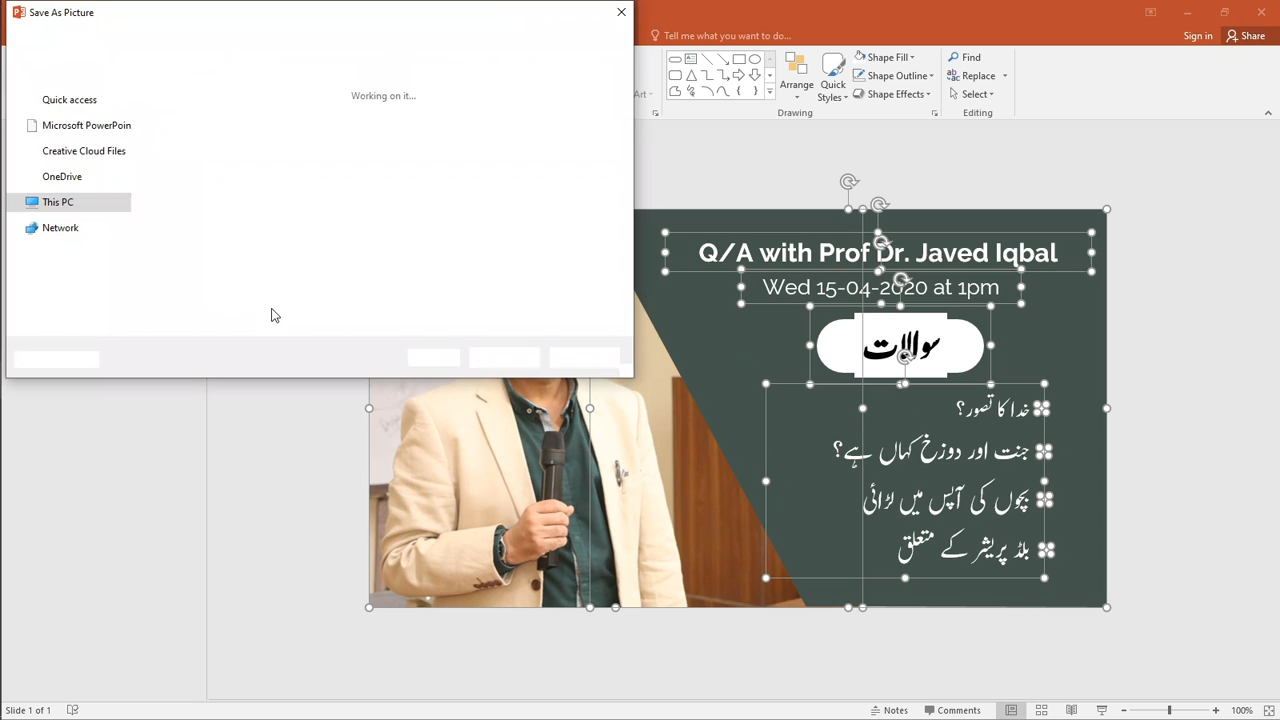 Save As Picture
Tell me what you want to do...
Sign in
Share
Art
Arrange
Quick
Styles
Shape Fill
Shape Outline
Shape Effects
Find
Replace
Select
Drawing
Editing
Quick access
Microsoft PowerPoin
Creative Cloud Files
OneDrive
This PC
Network
Working on it...
Q/A with Prof Dr. Javed Iqbal
Wed 15-04-2020 at 1pm
سوالات
خدا کا تصور؟
جنت اور دوزخ کہاں ہے؟
بچوں کی آپس میں لڑائی
بلڈ پریشر کے متعلق
Slide 1 of 1
Notes
Comments
100%